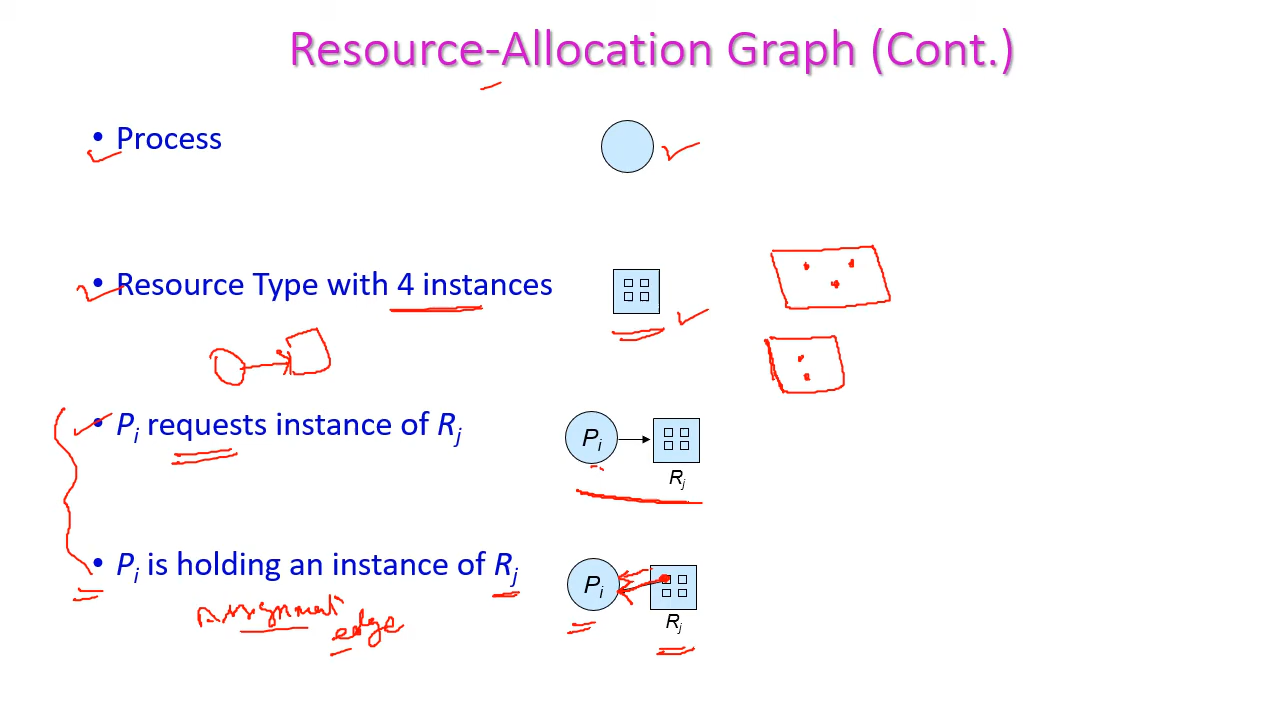 Resource-Allocation Graph (Cont.)
• Process
• Resource Type with 4 instances
• Pi requests instance of Rj
Pi
Rj
• Pi is holding an instance of Rj
Pi
Rj
Assignment
edge